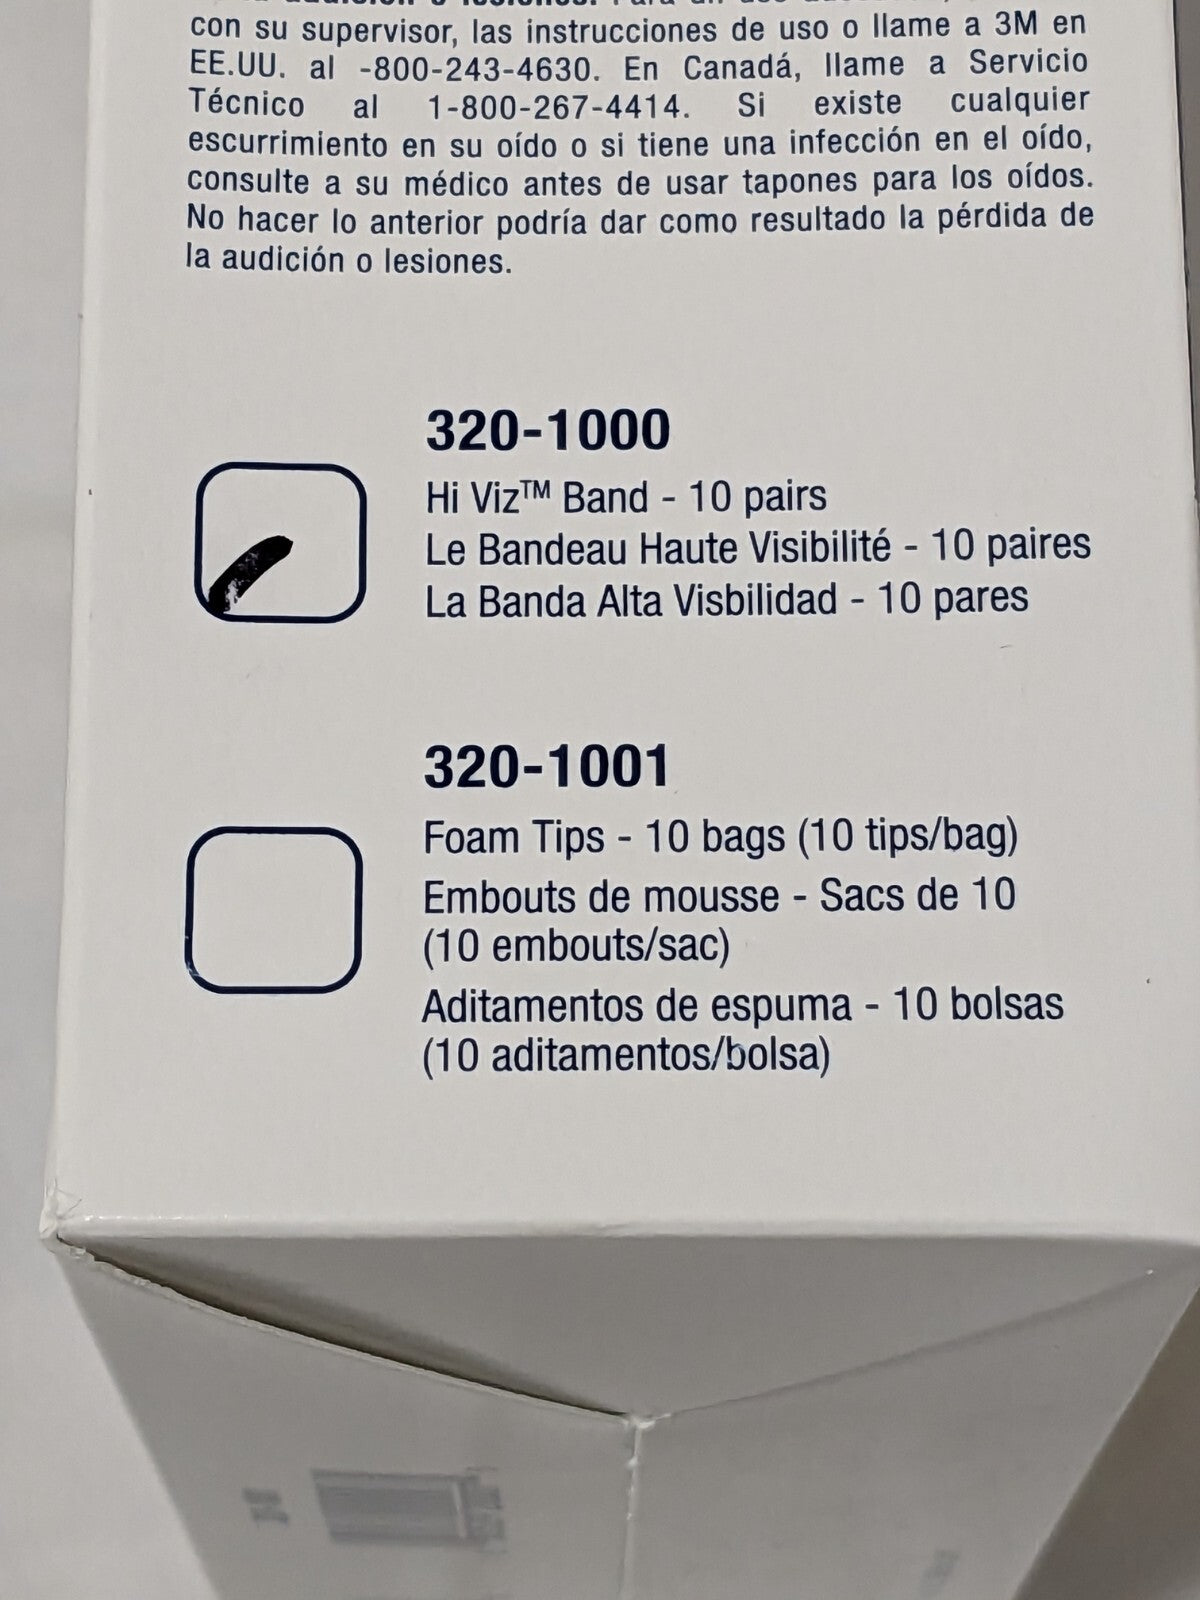 con su supervisor, las instrucciones de uso o llame a 3M en
EE.UU. al -800-243-4630. En Canadá, llame a Servicio
Técnico al 1-800-267-4414. Si existe cualquier
escurrimiento en su oído o si tiene una infección en el oído,
consulte a su médico antes de usar tapones para los oídos.
No hacer lo anterior podría dar como resultado la pérdida de
la audición o lesiones.
320-1000
Hi Viz™ Band - 10 pairs
Le Bandeau Haute Visibilité - 10 paires
La Banda Alta Visbilidad - 10 pares
320-1001
Foam Tips - 10 bags (10 tips/bag)
Embouts de mousse - Sacs de 10
(10 embouts/sac)
Aditamentos de espuma - 10 bolsas
(10 aditamentos/bolsa)